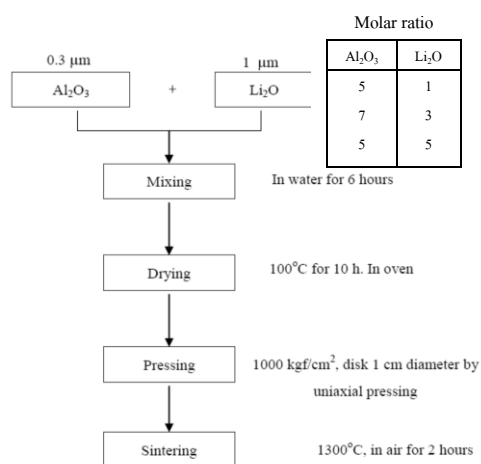 Molar ratio
0.3 μm
1 μm
Al₂O₃
+
Li₂O
Al₂O₃ Li₂O
5 1
7 3
5 5
Mixing
In water for 6 hours
Drying
100°C for 10 h. In oven
Pressing
1000 kgf/cm², disk 1 cm diameter by
uniaxial pressing
Sintering
1300°C, in air for 2 hours